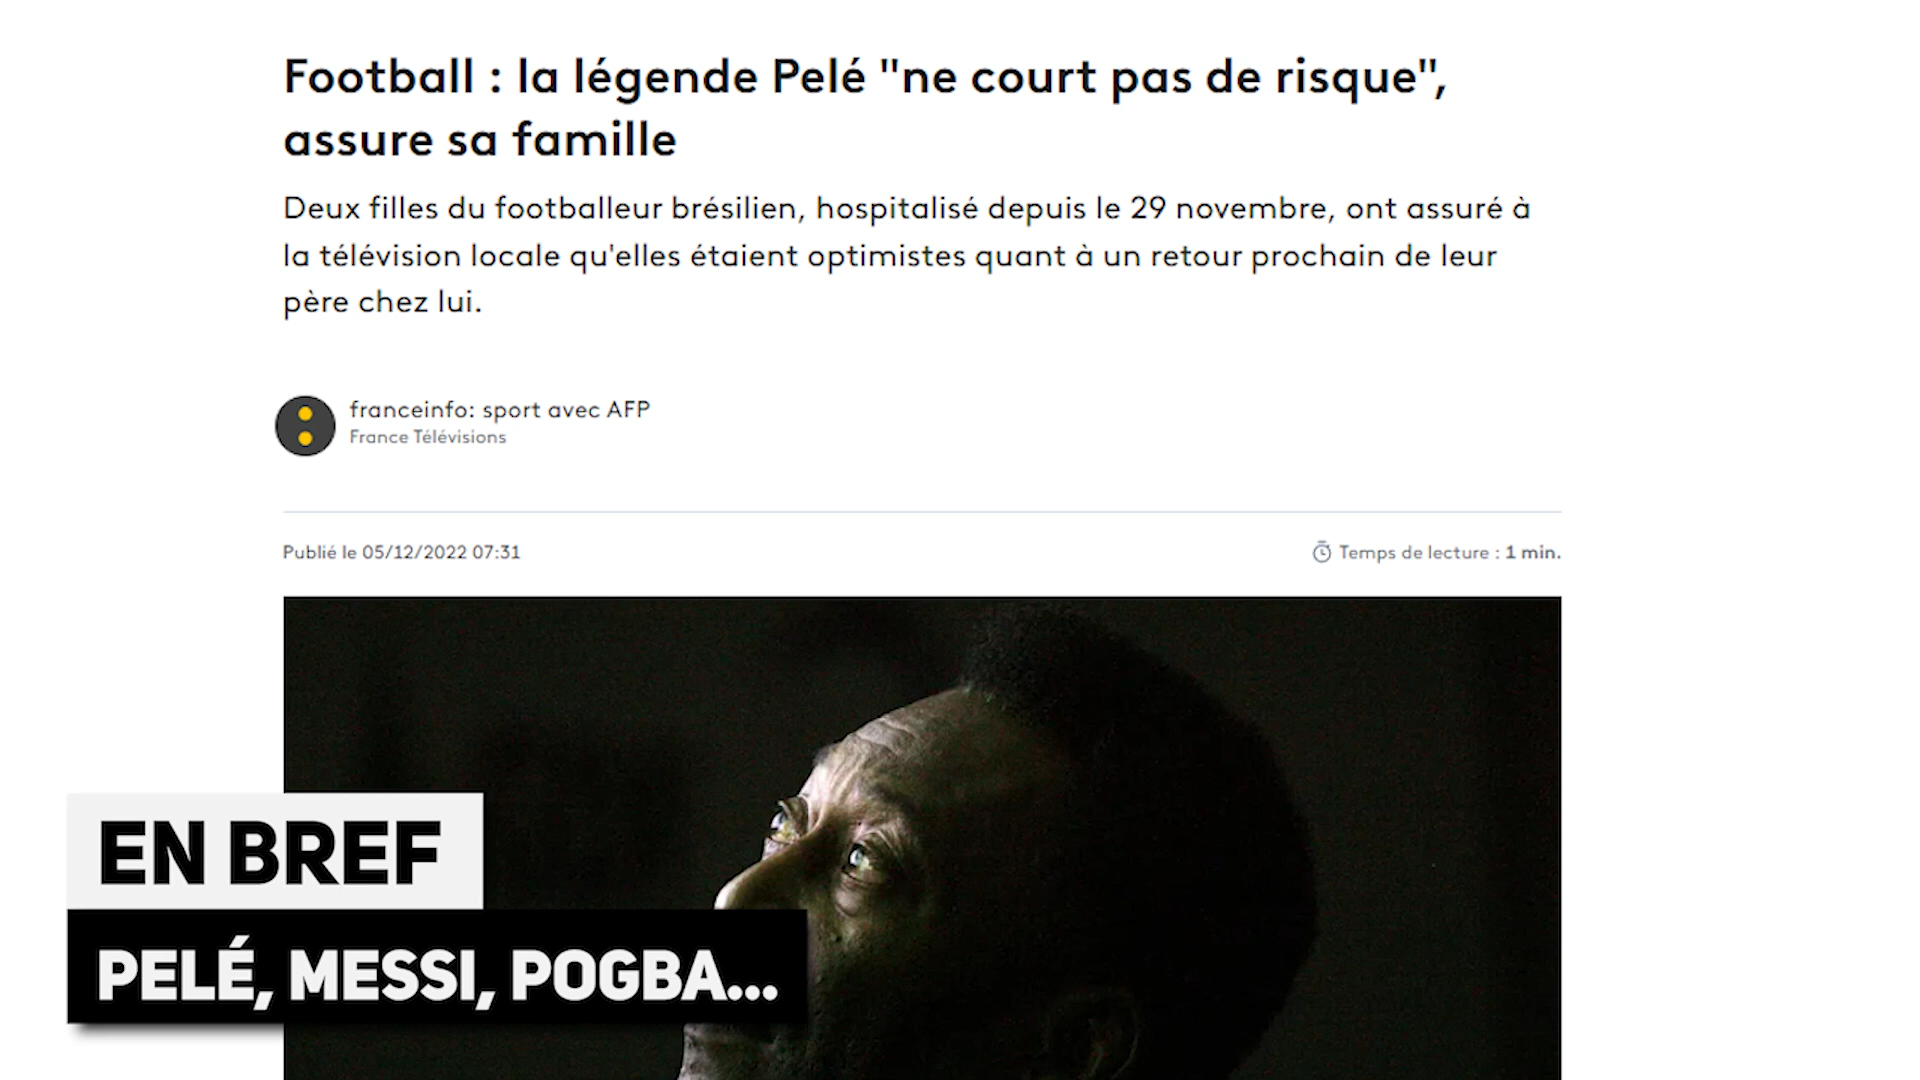 Football : la légende Pelé "ne court pas de risque",
assure sa famille
Deux filles du footballeur brésilien, hospitalisé depuis le 29 novembre, ont assuré à
la télévision locale qu'elles étaient optimistes quant à un retour prochain de leur
père chez lui.
franceinfo: sport avec AFP
France Télévisions
Publié le 05/12/2022 07:31
Temps de lecture : 1 min.
EN BREF
PELÉ, MESSI, POGBA...